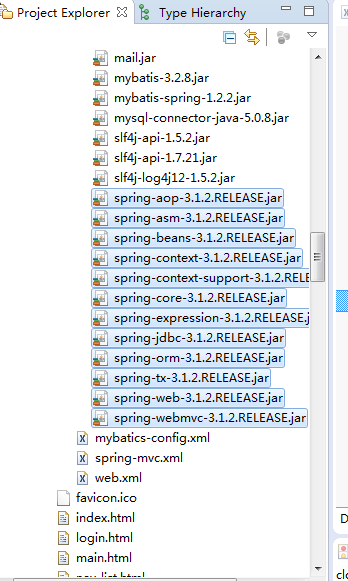 Project Explorer Type Hierarchy
mail.jar
mybatis-3.2.8.jar
mybatis-spring-1.2.2.jar
mysql-connector-java-5.0.8.jar
slf4j-api-1.5.2.jar
slf4j-api-1.7.21.jar
slf4j-log4j12-1.5.2.jar
spring-aop-3.1.2.RELEASE.jar
spring-asm-3.1.2.RELEASE.jar
spring-beans-3.1.2.RELEASE.jar
spring-context-3.1.2.RELEASE.jar
spring-context-support-3.1.2.RELE
spring-core-3.1.2.RELEASE.jar
spring-expression-3.1.2.RELEASE.j
spring-jdbc-3.1.2.RELEASE.jar
spring-orm-3.1.2.RELEASE.jar
spring-tx-3.1.2.RELEASE.jar
spring-web-3.1.2.RELEASE.jar
spring-webmvc-3.1.2.RELEASE.jar
mybatics-config.xml
spring-mvc.xml
web.xml
favicon.ico
index.html
login.html
main.html